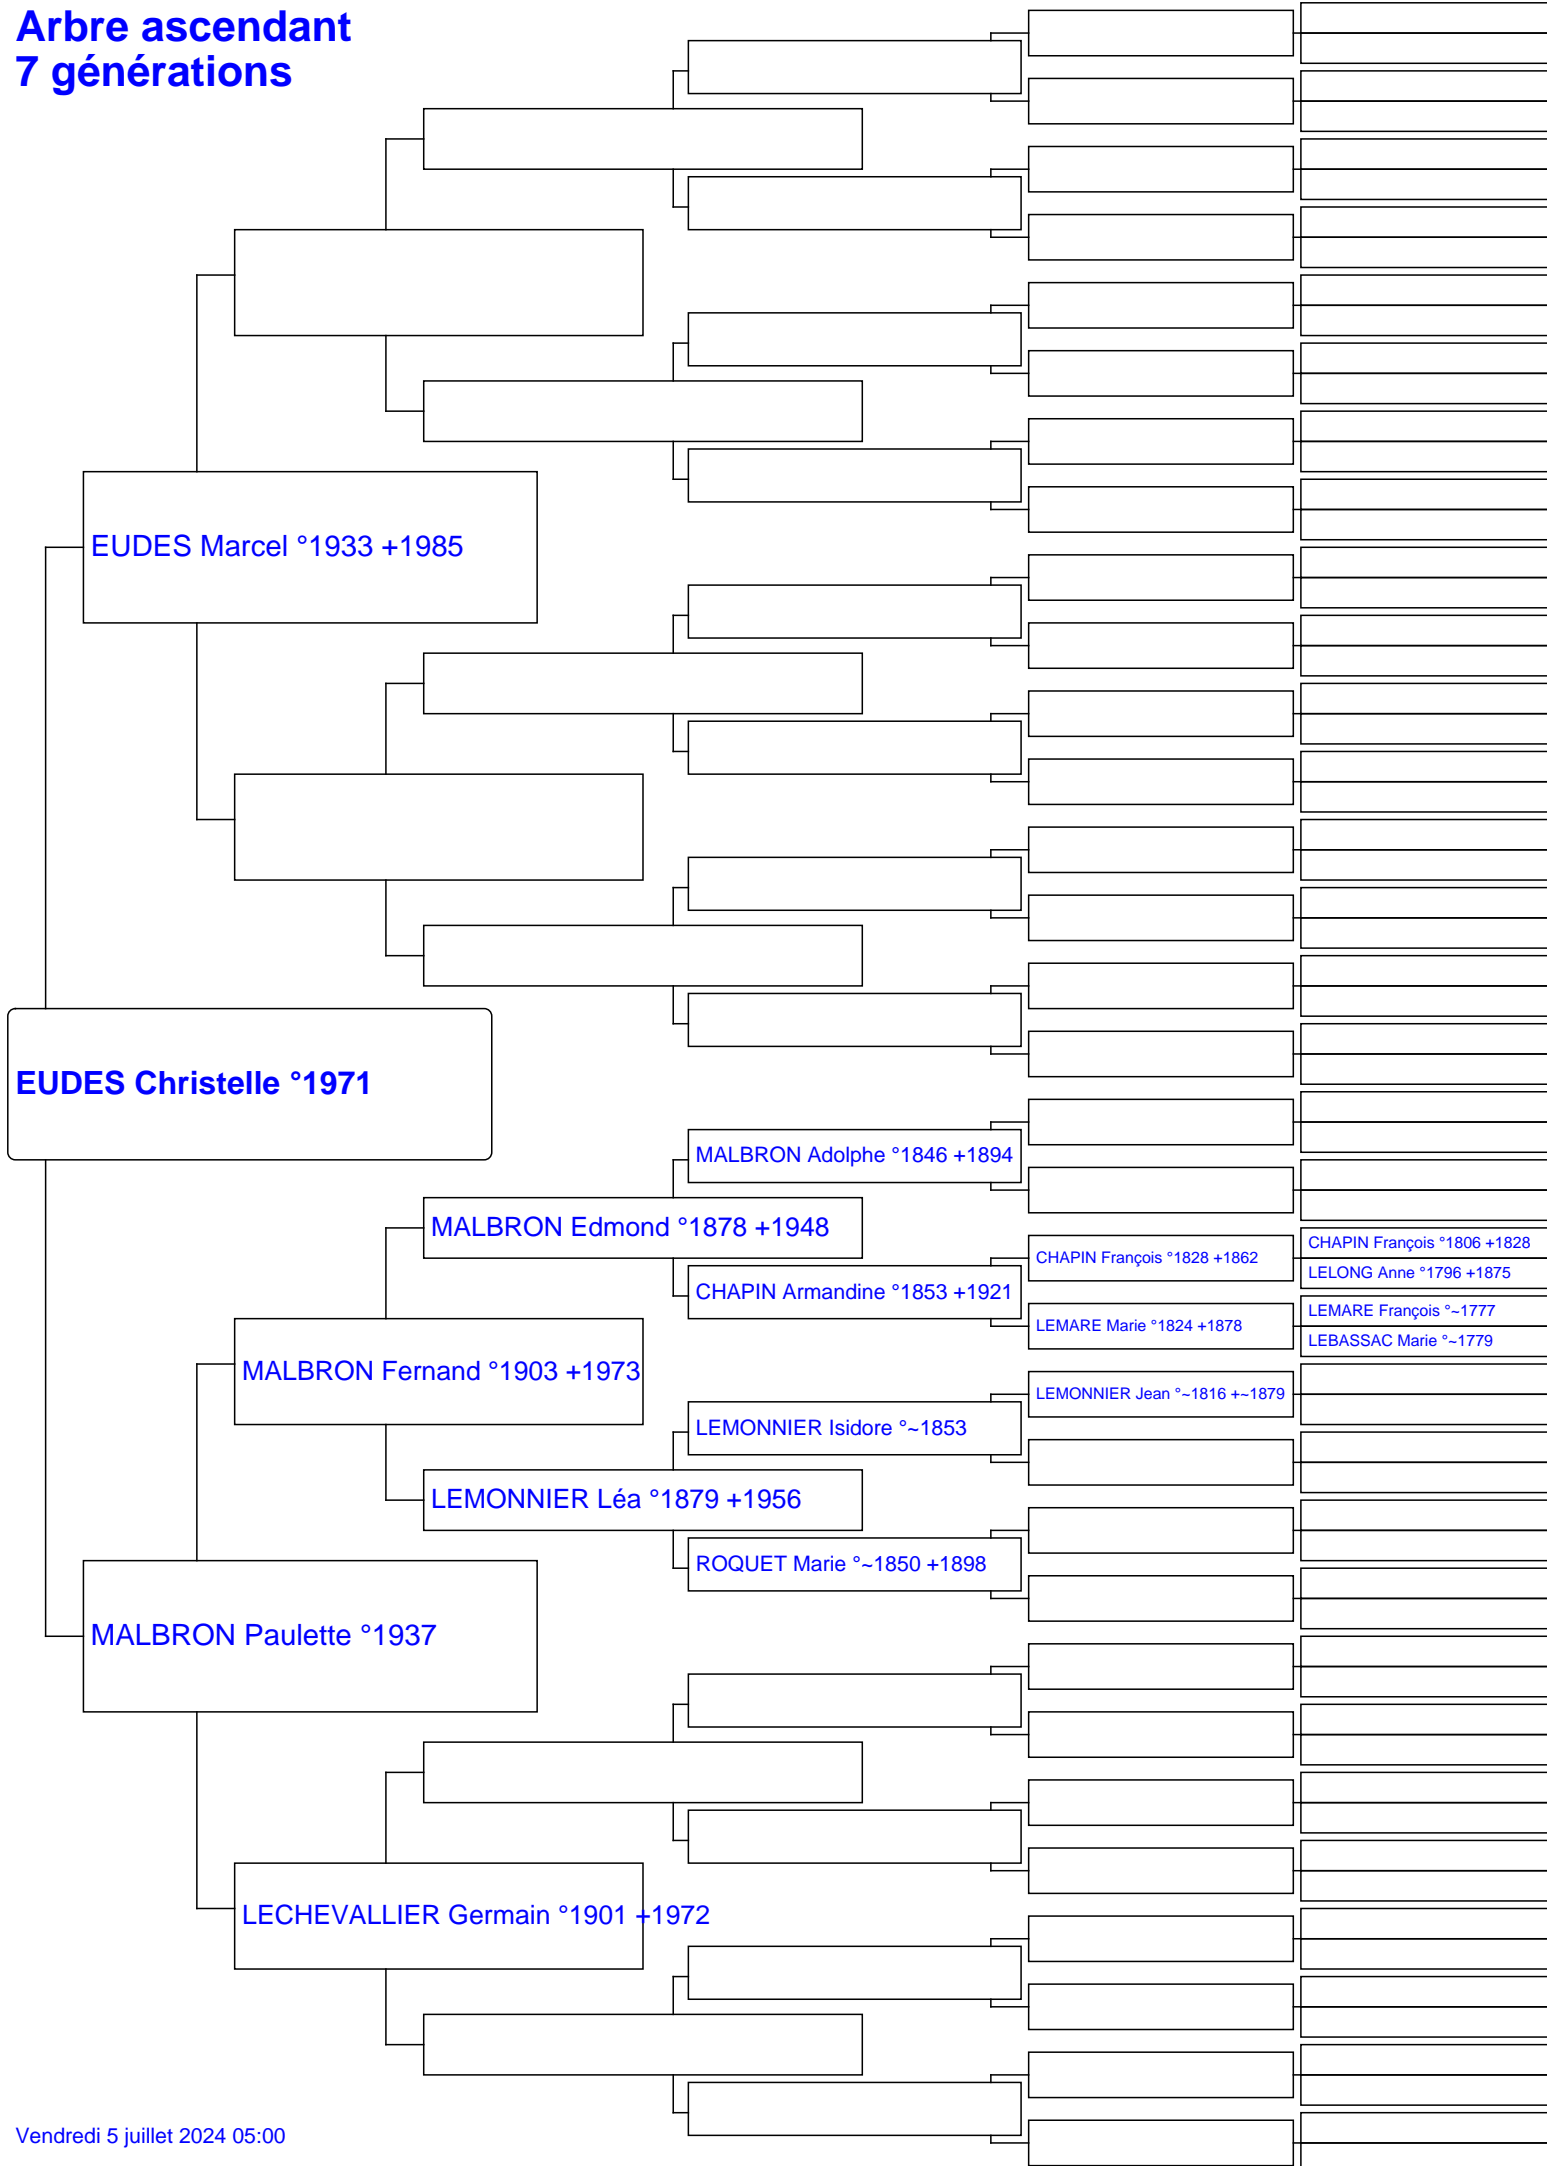 Arbre ascendant
7 générations
EUDES Marcel °1933 +1985
EUDES Christelle °1971
MALBRON Adolphe °1846 +1894
MALBRON Edmond °1878 +1948
CHAPIN François °1828 +1862
CHAPIN François °1806 +1828
LELONG Anne °1796 +1875
CHAPIN Armandine °1853 +1921
LEMARE Marie °1824 +1878
LEMARE François °~1777
LEBASSAC Marie °~1779
MALBRON Fernand °1903 +1973
LEMONNIER Jean °~1816 +~1879
LEMONNIER Isidore °~1853
LEMONNIER Léa °1879 +1956
ROQUET Marie °~1850 +1898
MALBRON Paulette °1937
LECHEVALLIER Germain °1901 +1972
Vendredi 5 juillet 2024 05:00